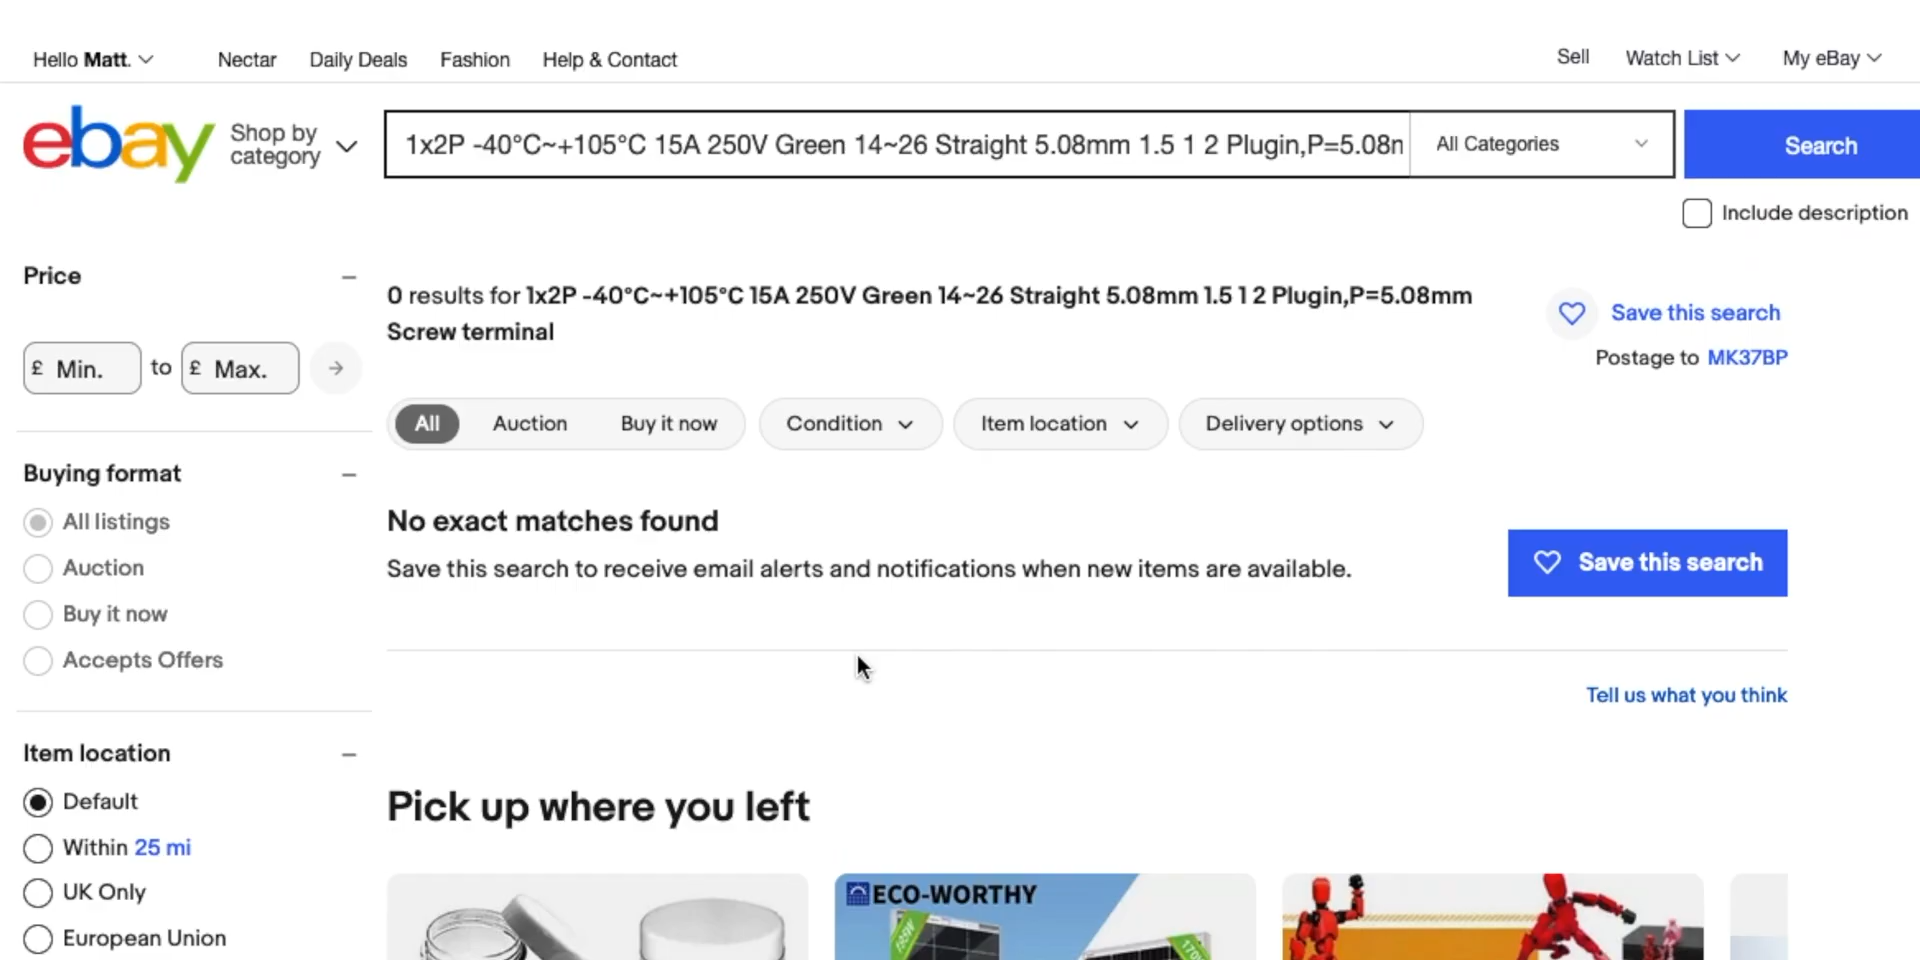 Hello Matt.
Nectar
Daily Deals
Fashion
Help & Contact
Sell
Watch List
My eBay
ebay
Shop by
category
1x2P -40°C~+105°C 15A 250V Green 14~26 Straight 5.08mm 1.5 1 2 Plugin,P=5.08n
All Categories
Search
Include description
Price
£ Min. to £ Max.
0 results for 1x2P -40°C~+105°C 15A 250V Green 14~26 Straight 5.08mm 1.5 1 2 Plugin,P=5.08mm
Screw terminal
Save this search
Postage to MK37BP
All
Auction
Buy it now
Condition
Item location
Delivery options
Buying format
All listings
Auction
Buy it now
Accepts Offers
No exact matches found
Save this search to receive email alerts and notifications when new items are available.
Save this search
Tell us what you think
Item location
Default
Within 25 mi
UK Only
European Union
Pick up where you left
ECO-WORTHY